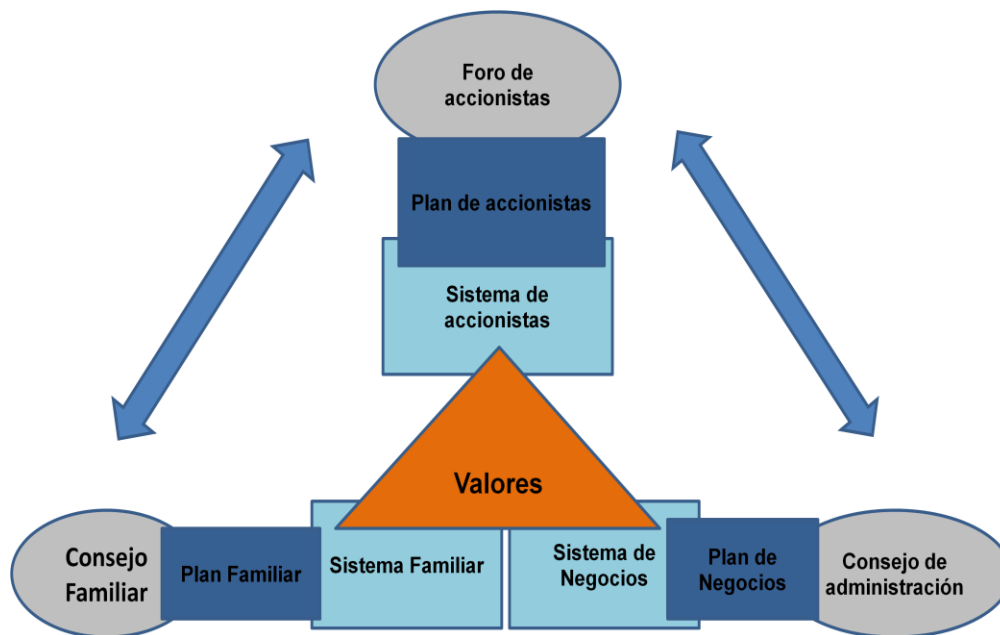 Foro de
accionistas
Plan de accionistas
Sistema de
accionistas
Valores
Consejo
Familiar
Plan Familiar
Sistema Familiar
Sistema de
Negocios
Plan de
Negocios
Consejo de
administración